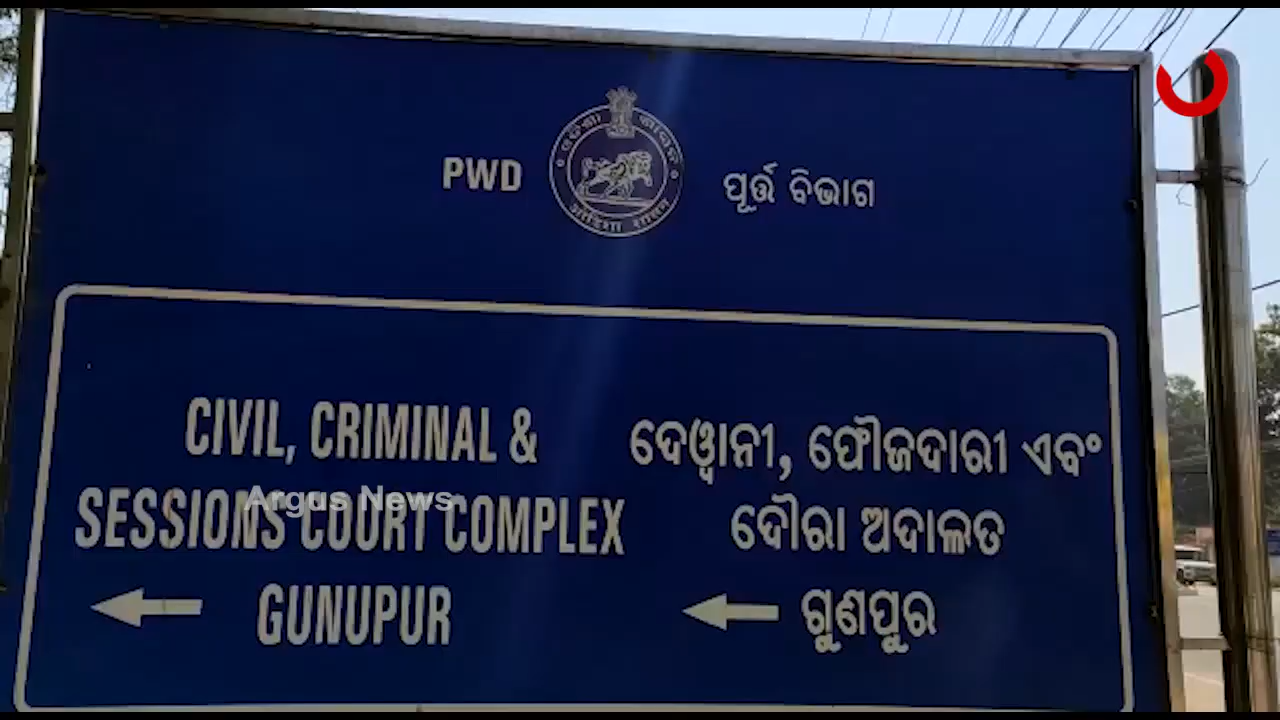 PWD ପୂର୍ତ୍ତ ବିଭାଗ
CIVIL, CRIMINAL &
SESSIONS COURT COMPLEX
GUNUPUR
ଦେୱାନୀ, ଫୌଜଦାରୀ ଏବଂ
ଦୌରା ଅଦାଲତ
ଗୁଣପୁର
Argus News